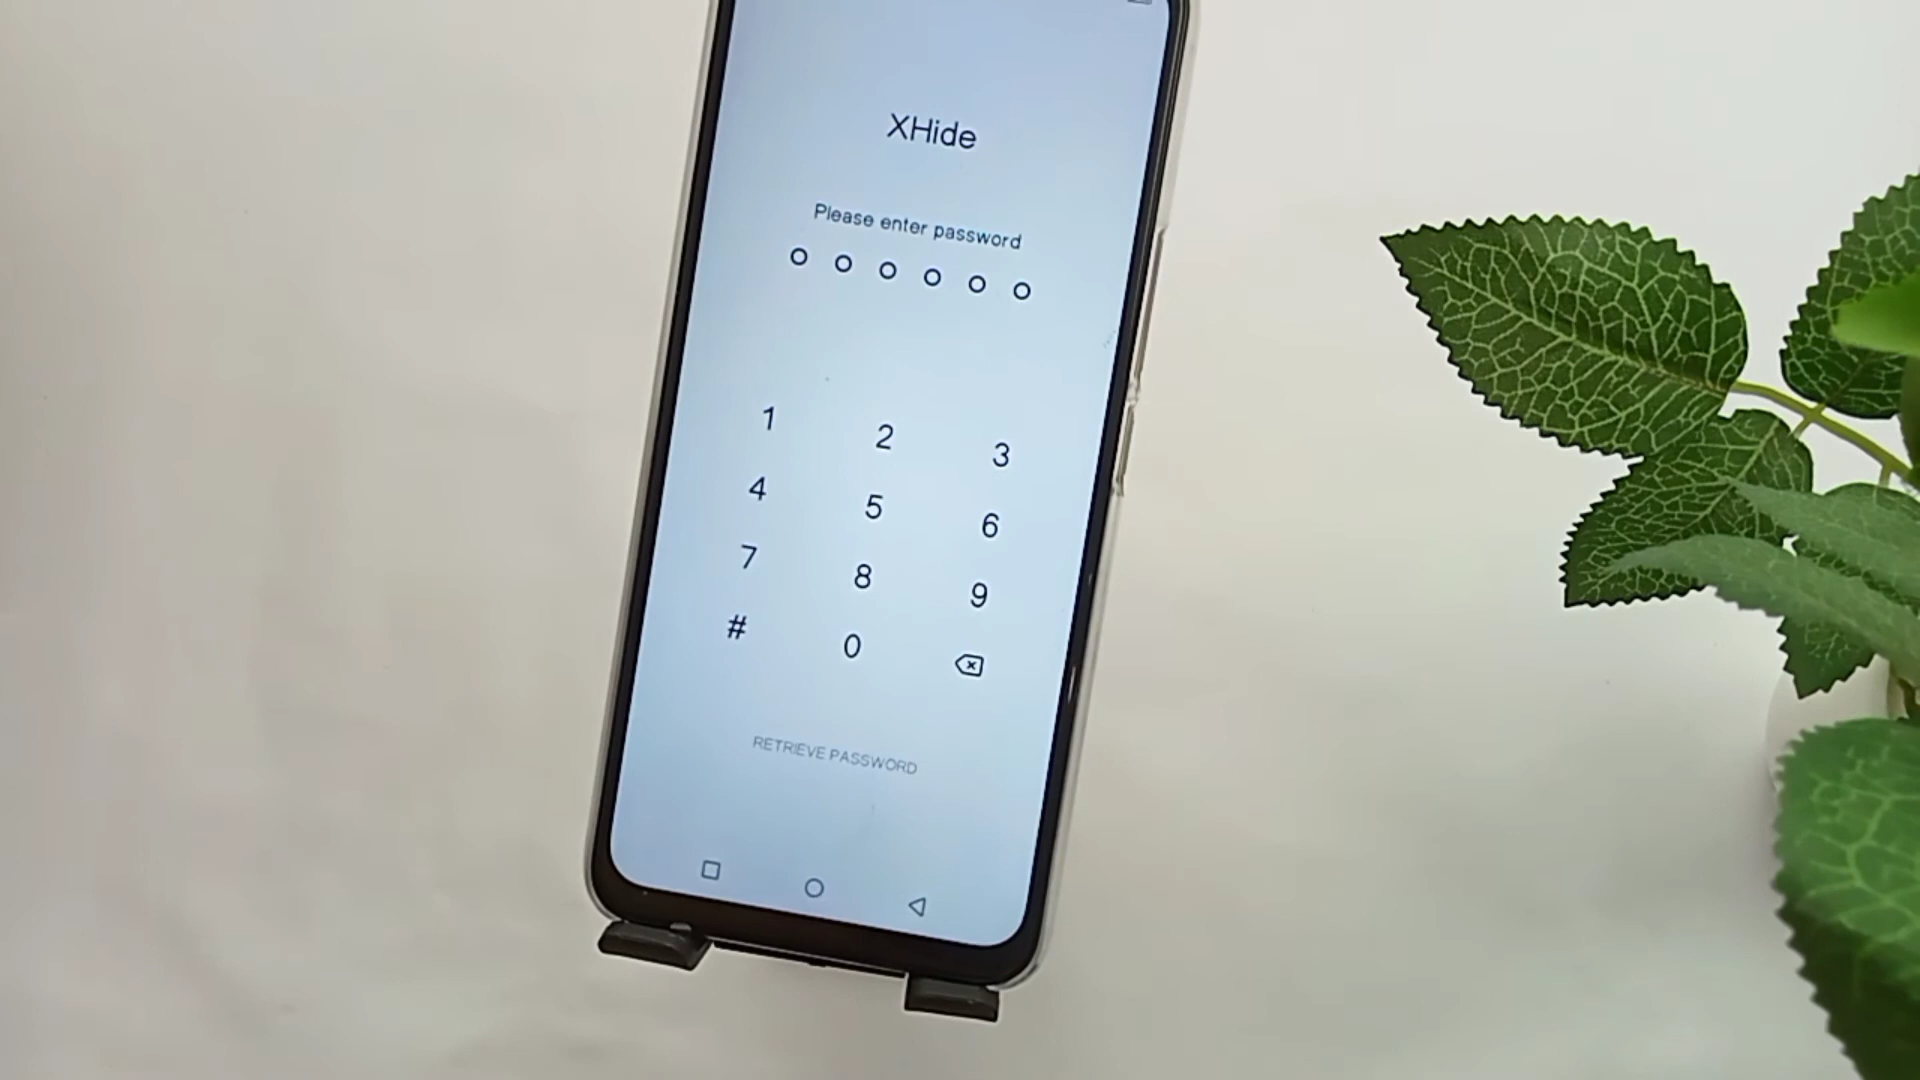 XHide
Please enter password
1 2 3
4 5 6
7 8 9
# 0
RETRIEVE PASSWORD